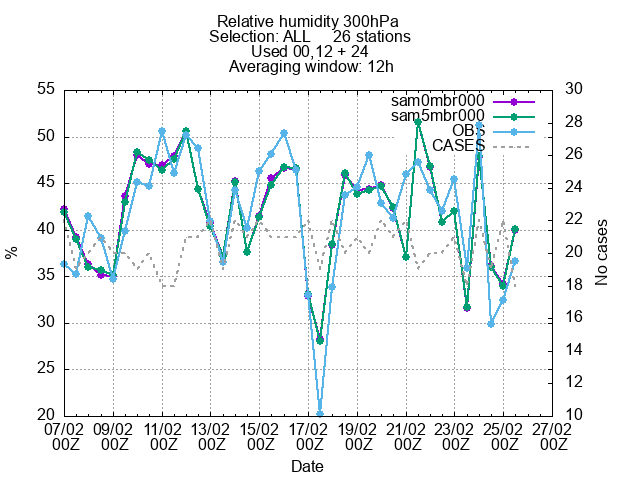 Relative humidity 300hPa
Selection: ALL     26 stations
Used 00,12 + 24
Averaging window: 12h
55
50
45
40
35
30
25
20
%
30
28
26
24
22
20
18
16
14
12
10
No cases
sam0mbr000
sam5mbr000
OBS
CASES
07/02 09/02 11/02 13/02 15/02 17/02 19/02 21/02 23/02 25/02 27/02
00Z 00Z 00Z 00Z 00Z 00Z 00Z 00Z 00Z 00Z 00Z
Date